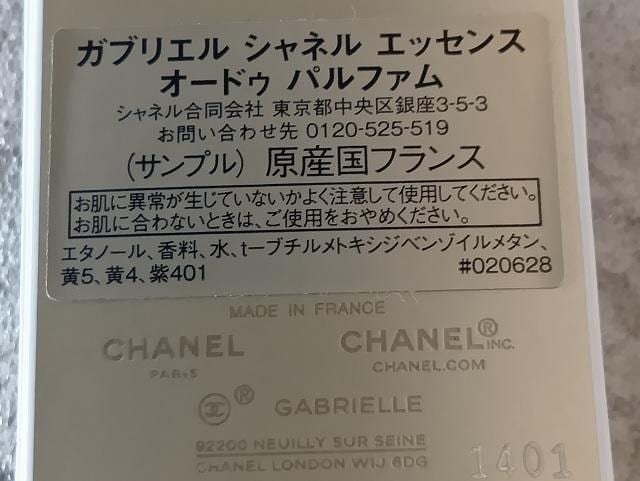 ガブリエル シャネル エッセンス
オードゥ パルファム
シャネル合同会社 東京都中央区銀座3-5-3
お問い合わせ先 0120-525-519
(サンプル) 原産国フランス
お肌に異常が生じていないかよく注意して使用してください。
お肌に合わないときは、ご使用をおやめください。
エタノール、香料、水、t-ブチルメトキシジベンゾイルメタン、
黄5、黄4、紫401 #020628
MADE IN FRANCE
CHANEL CHANEL® INC.
PARIS CHANEL.COM
® GABRIELLE
92200 NEUILLY SUR SEINE
CHANEL LONDON W1J 6DG
1401